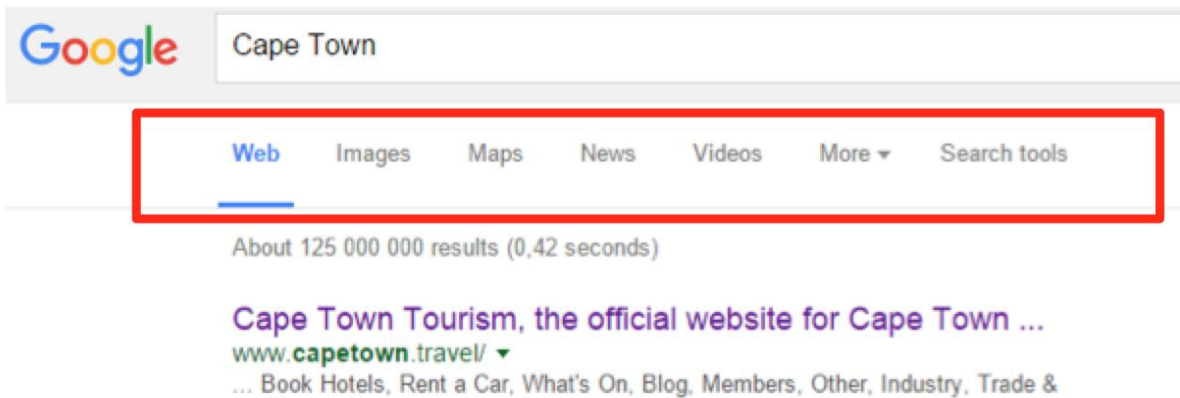 Google Cape Town
Web Images Maps News Videos More Search tools
About 125 000 000 results (0,42 seconds)
Cape Town Tourism, the official website for Cape Town ...
www.capetown.travel/
... Book Hotels, Rent a Car, What's On, Blog, Members, Other, Industry, Trade &